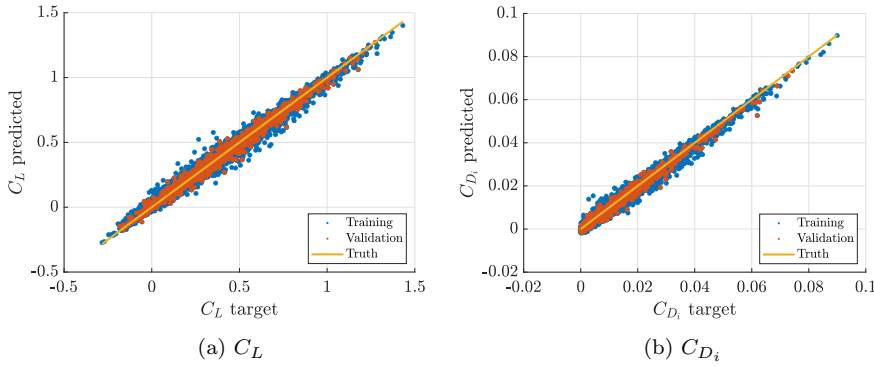 1.5
1
0.5
0
-0.5
-0.5
0
0.5
1
1.5
C_L predicted
C_L target
Training
Validation
Truth
(a) C_L
0.1
0.08
0.06
0.04
0.02
0
-0.02
-0.02
0
0.02
0.04
0.06
0.08
0.1
C_{D_i} predicted
C_{D_i} target
Training
Validation
Truth
(b) C_{D_i}